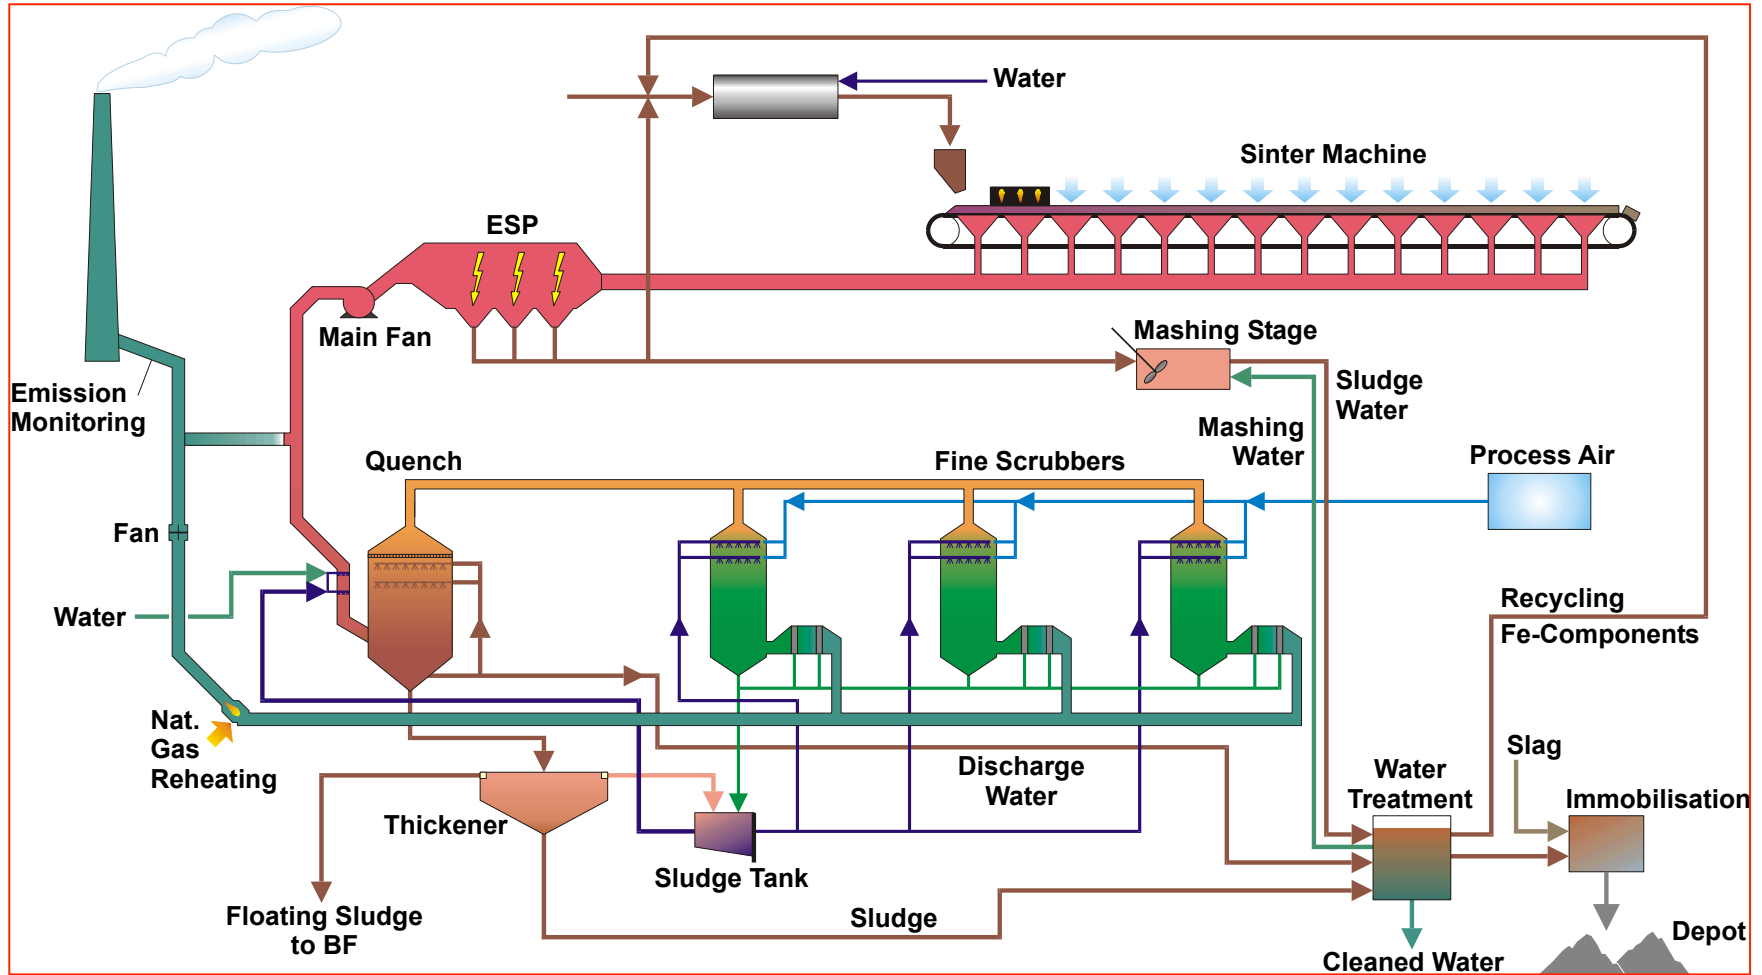 Water
Sinter Machine
ESP
Main Fan
Mashing Stage
Emission
Monitoring
Sludge
Water
Mashing
Water
Quench
Fine Scrubbers
Process Air
Fan
Water
Recycling
Fe-Components
Nat.
Gas
Reheating
Discharge
Water
Slag
Water
Treatment
Immobilisation
Thickener
Sludge Tank
Floating Sludge
to BF
Sludge
Depot
Cleaned Water